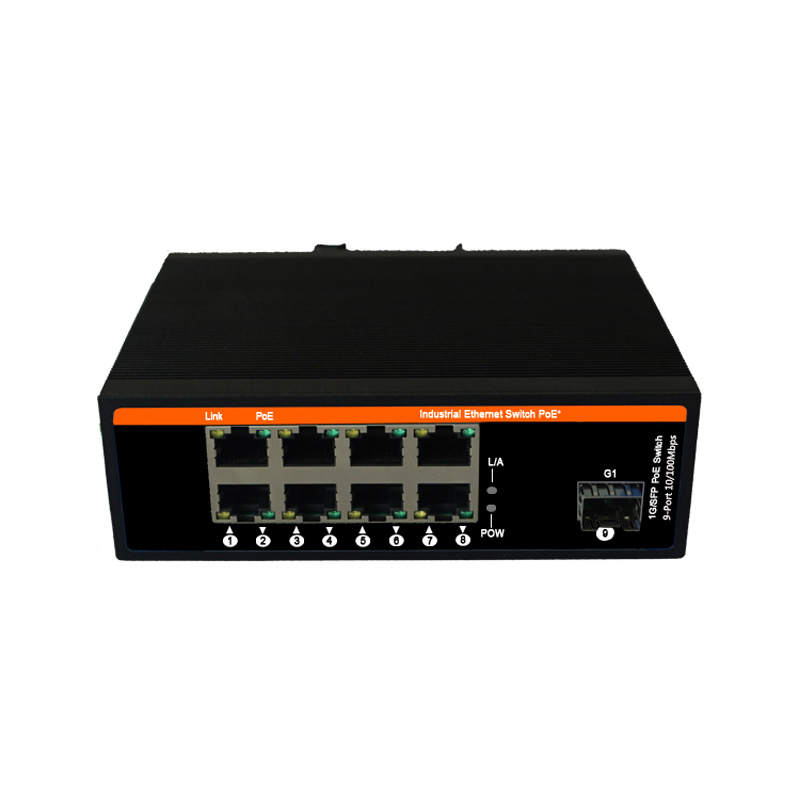 Link PoE Industrial Ethernet Switch PoE+
L/A
POW
G1
9
1 2 3 4 5 6 7 8
1G/SFP PoE Switch
9-Port 10/100Mbps